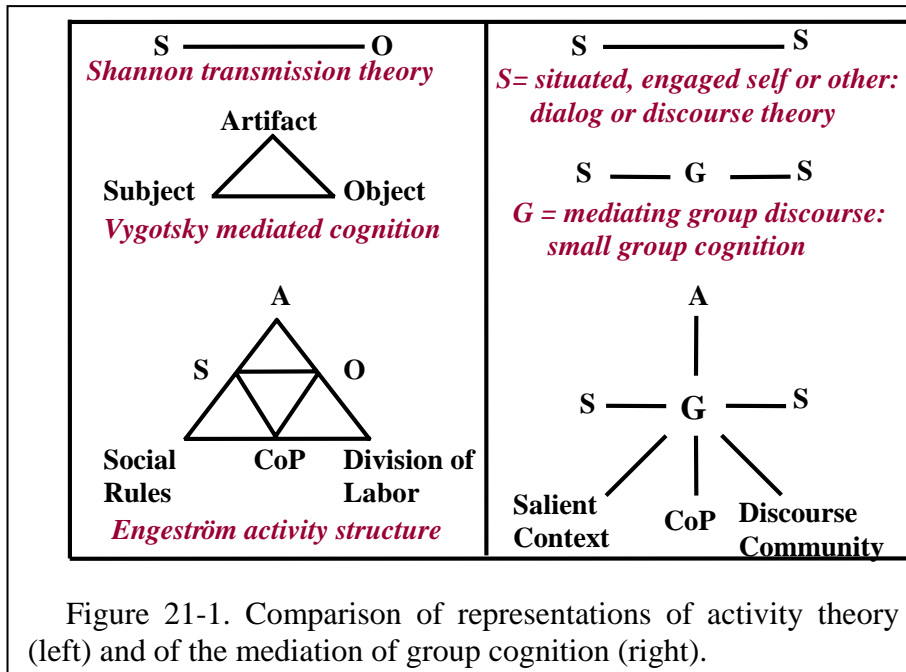 S O
Shannon transmission theory
Artifact
Subject Object
Vygotsky mediated cognition
A
S O
Social CoP Division of
Rules Labor
Engeström activity structure
S S
S= situated, engaged self or other:
dialog or discourse theory
S G S
G = mediating group discourse:
small group cognition
A
S G S
Salient CoP Discourse
Context Community
Figure 21-1. Comparison of representations of activity theory
(left) and of the mediation of group cognition (right).